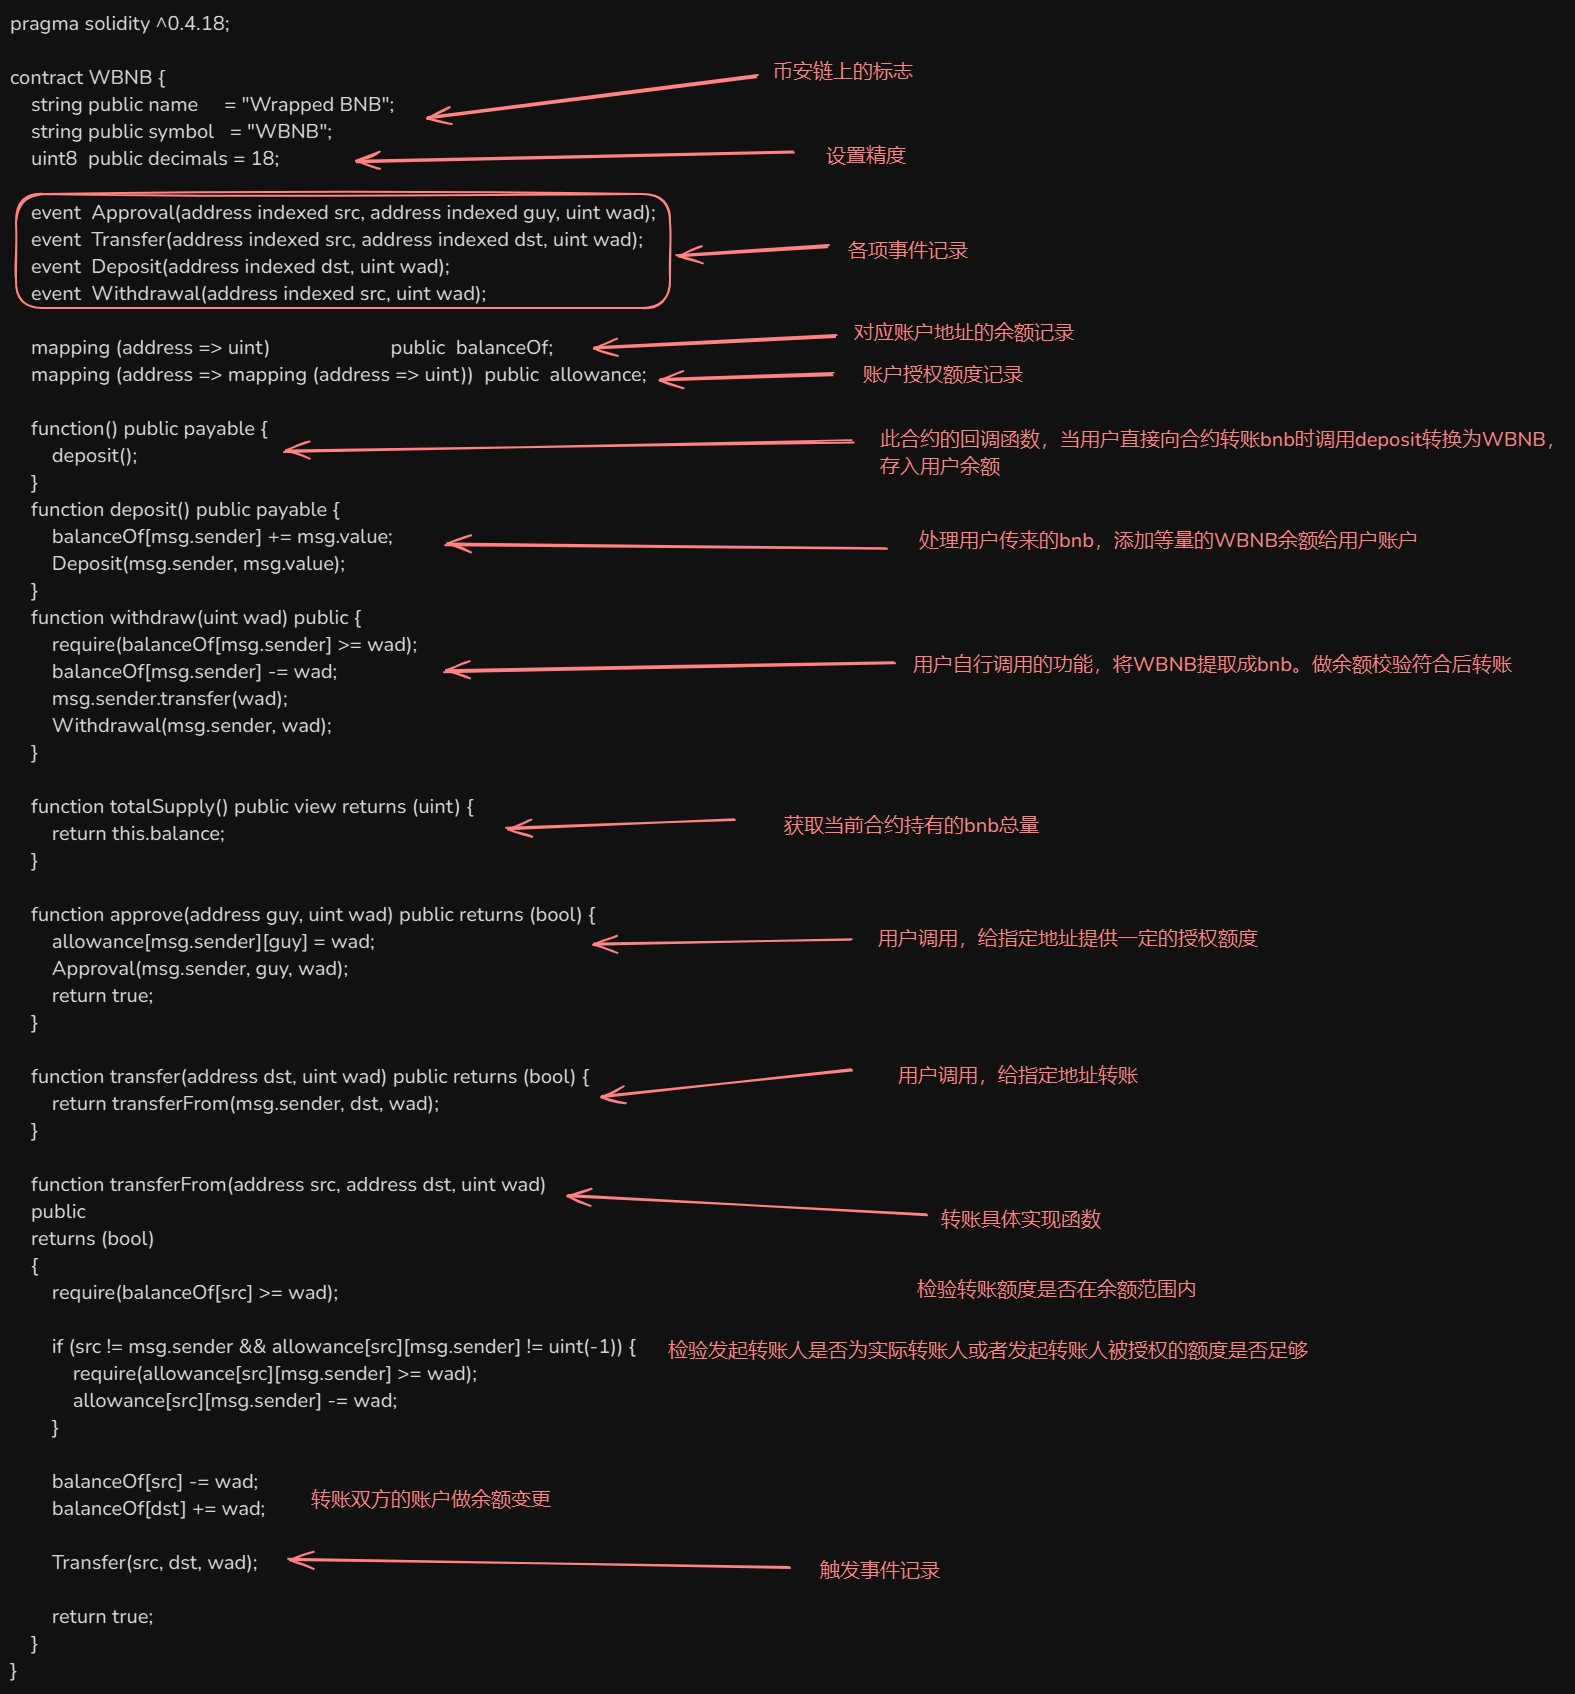 pragma solidity ^0.4.18;
contract WBNB {
币安链上的标志
string public name     = "Wrapped BNB";
string public symbol   = "WBNB";
uint8  public decimals = 18;
设置精度
event  Approval(address indexed src, address indexed guy, uint wad);
event  Transfer(address indexed src, address indexed dst, uint wad);
各项事件记录
event  Deposit(address indexed dst, uint wad);
event  Withdrawal(address indexed src, uint wad);
对应账户地址的余额记录
mapping (address => uint)                       public  balanceOf;
mapping (address => mapping (address => uint))  public  allowance;
账户授权额度记录
function() public payable {
此合约的回调函数，当用户直接向合约转账bnb时调用deposit转换为WBNB，
存入用户余额
deposit();
}
function deposit() public payable {
balanceOf[msg.sender] += msg.value;
处理用户传来的bnb，添加等量的WBNB余额给用户账户
Deposit(msg.sender, msg.value);
}
function withdraw(uint wad) public {
require(balanceOf[msg.sender] >= wad);
balanceOf[msg.sender] -= wad;
用户自行调用的功能，将WBNB提取成bnb。做余额校验符合后转账
msg.sender.transfer(wad);
Withdrawal(msg.sender, wad);
}
function totalSupply() public view returns (uint) {
return this.balance;
获取当前合约持有的bnb总量
}
function approve(address guy, uint wad) public returns (bool) {
allowance[msg.sender][guy] = wad;
用户调用，给指定地址提供一定的授权额度
Approval(msg.sender, guy, wad);
return true;
}
function transfer(address dst, uint wad) public returns (bool) {
用户调用，给指定地址转账
return transferFrom(msg.sender, dst, wad);
}
function transferFrom(address src, address dst, uint wad)
public
转账具体实现函数
returns (bool)
{
require(balanceOf[src] >= wad);
检验转账额度是否在余额范围内
if (src != msg.sender && allowance[src][msg.sender] != uint(-1)) {
检验发起转账人是否为实际转账人或者发起转账人被授权的额度是否足够
require(allowance[src][msg.sender] >= wad);
allowance[src][msg.sender] -= wad;
}
balanceOf[src] -= wad;
balanceOf[dst] += wad;
转账双方的账户做余额变更
Transfer(src, dst, wad);
触发事件记录
return true;
}
}